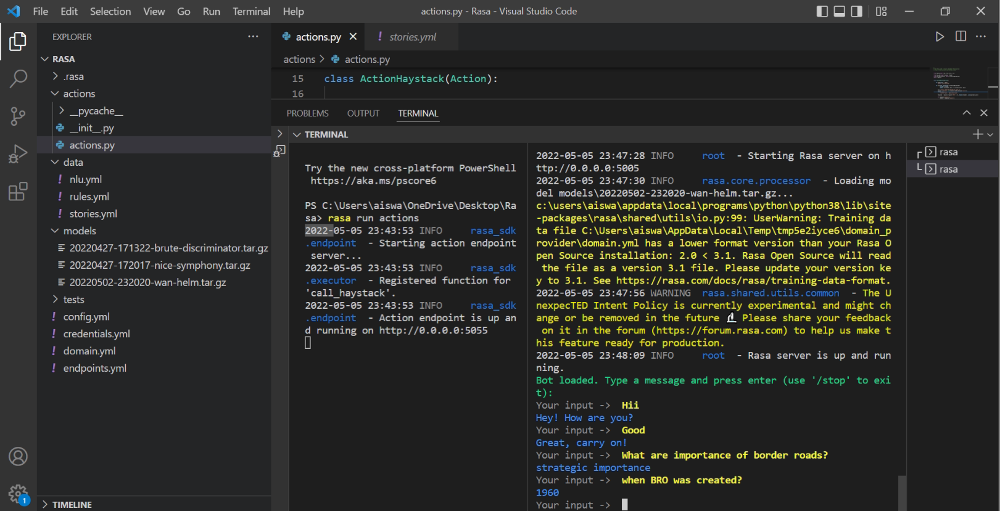 File Edit Selection View Go Run Terminal Help
actions.py - Rasa - Visual Studio Code
EXPLORER
RASA
.rasa
actions
__pycache__
__init__.py
actions.py
data
nlu.yml
rules.yml
stories.yml
models
20220427-171322-brute-discriminator.tar.gz
20220427-172017-nice-symphony.tar.gz
20220502-232020-wan-helm.tar.gz
tests
config.yml
credentials.yml
domain.yml
endpoints.yml
TIMELINE
1
actions.py
! stories.yml
actions > actions.py
15 class ActionHaystack(Action):
16
PROBLEMS OUTPUT TERMINAL
TERMINAL
Try the new cross-platform PowerShell
https://aka.ms/pscore6
PS C:\Users\aiswa\OneDrive\Desktop\Ra
sa> rasa run actions
2022-05-05 23:43:53 INFO rasa_sdk
.endpoint - Starting action endpoint
server...
2022-05-05 23:43:53 INFO rasa_sdk
.executor - Registered function for
'call_haystack'.
2022-05-05 23:43:53 INFO rasa_sdk
.endpoint - Action endpoint is up an
d running on http://0.0.0.0:5055
2022-05-05 23:47:28 INFO root - Starting Rasa server on h
ttp://0.0.0.0:5005
2022-05-05 23:47:30 INFO rasa.core.processor - Loading mo
del models\20220502-232020-wan-helm.tar.gz...
c:\users\aiswa\appdata\local\programs\python\python38\lib\site
-packages\rasa\shared\utils\io.py:99: UserWarning: Training da
ta file C:\Users\aiswa\AppData\Local\Temp\tmp5e2iyce6\domain_p
rovider\domain.yml has a lower format version than your Rasa O
pen Source installation: 2.0 < 3.1. Rasa Open Source will read
the file as a version 3.1 file. Please update your version ke
y to 3.1. See https://rasa.com/docs/rasa/training-data-format.
2022-05-05 23:47:56 WARNING rasa.shared.utils.common - The U
nexpecTED Intent Policy is currently experimental and might ch
ange or be removed in the future 🔬 Please share your feedback
on it in the forum (https://forum.rasa.com) to help us make t
his feature ready for production.
2022-05-05 23:48:09 INFO root - Rasa server is up and run
ning.
Bot loaded. Type a message and press enter (use '/stop' to exi
t):
Your input -> Hii
Hey! How are you?
Your input -> Good
Great, carry on!
Your input -> What are importance of border roads?
strategic importance
Your input -> when BRO was created?
1960
Your input ->
rasa
rasa